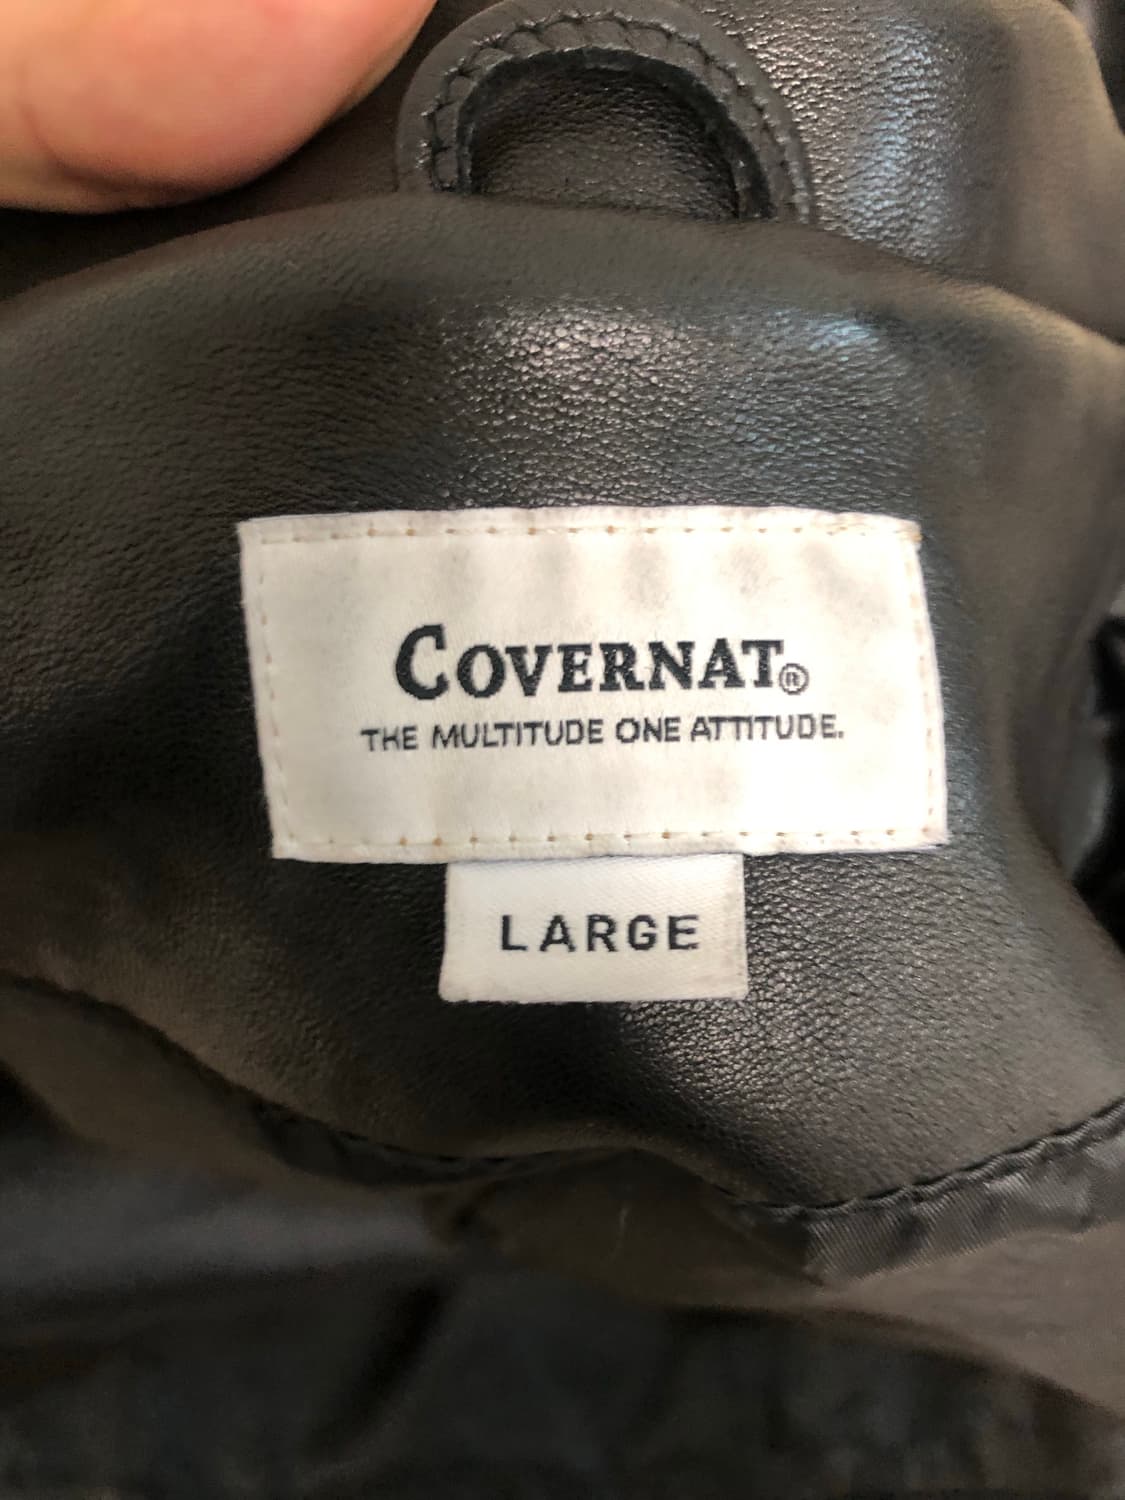 COVERNAT®
THE MULTITUDE ONE ATTITUDE.
LARGE